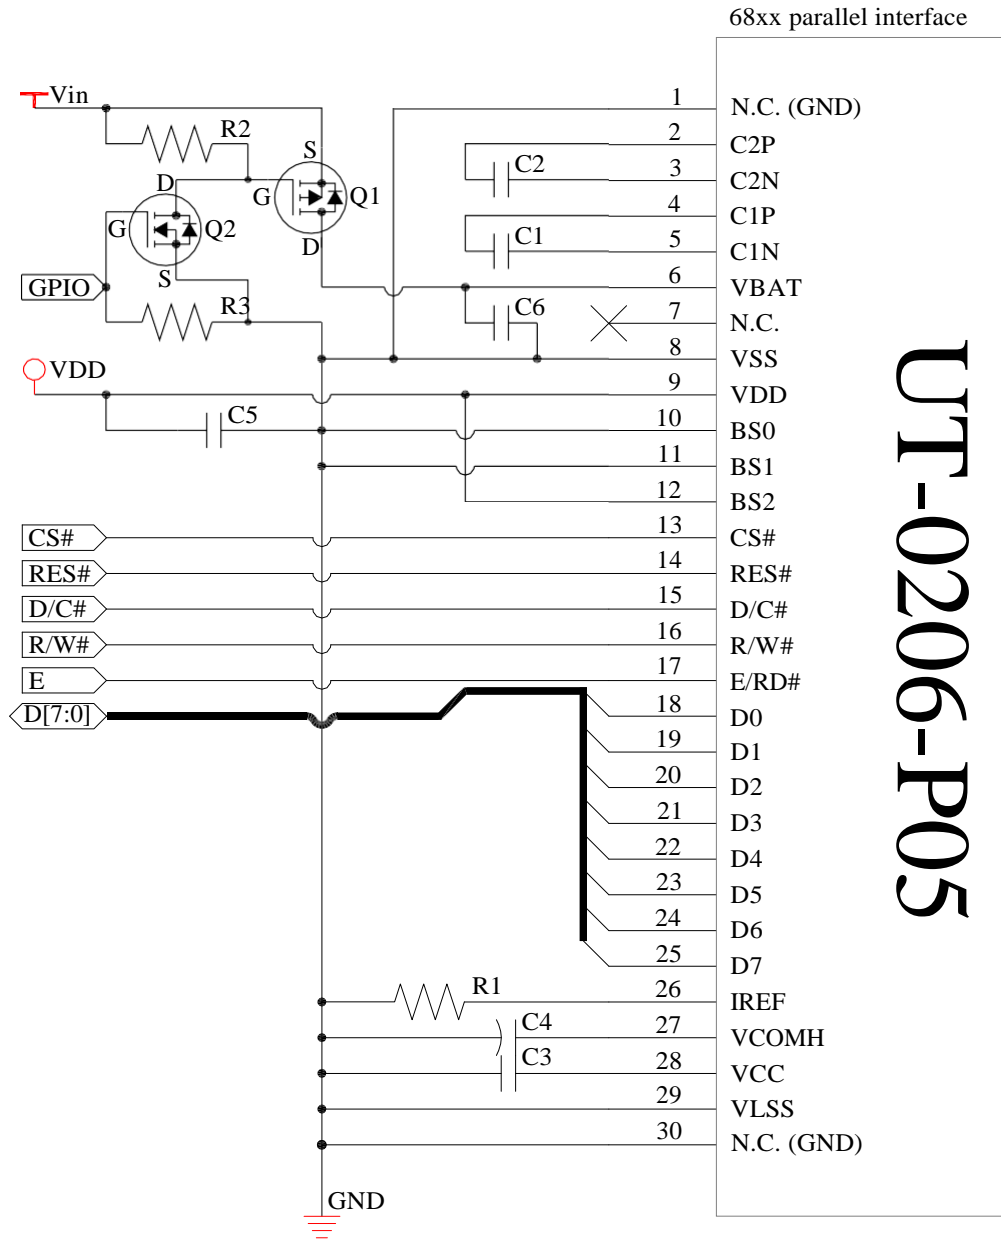 68xx parallel interface
Vin
R2
S
D
G
Q1
G
Q2
D
S
GPIO
R3
VDD
C5
C2
C1
C6
CS#
RES#
D/C#
R/W#
E
D[7:0]
R1
C4
C3
GND
1 N.C. (GND)
2 C2P
3 C2N
4 C1P
5 C1N
6 VBAT
7 N.C.
8 VSS
9 VDD
10 BS0
11 BS1
12 BS2
13 CS#
14 RES#
15 D/C#
16 R/W#
17 E/RD#
18 D0
19 D1
20 D2
21 D3
22 D4
23 D5
24 D6
25 D7
26 IREF
27 VCOMH
28 VCC
29 VLSS
30 N.C. (GND)
UT-0206-P05